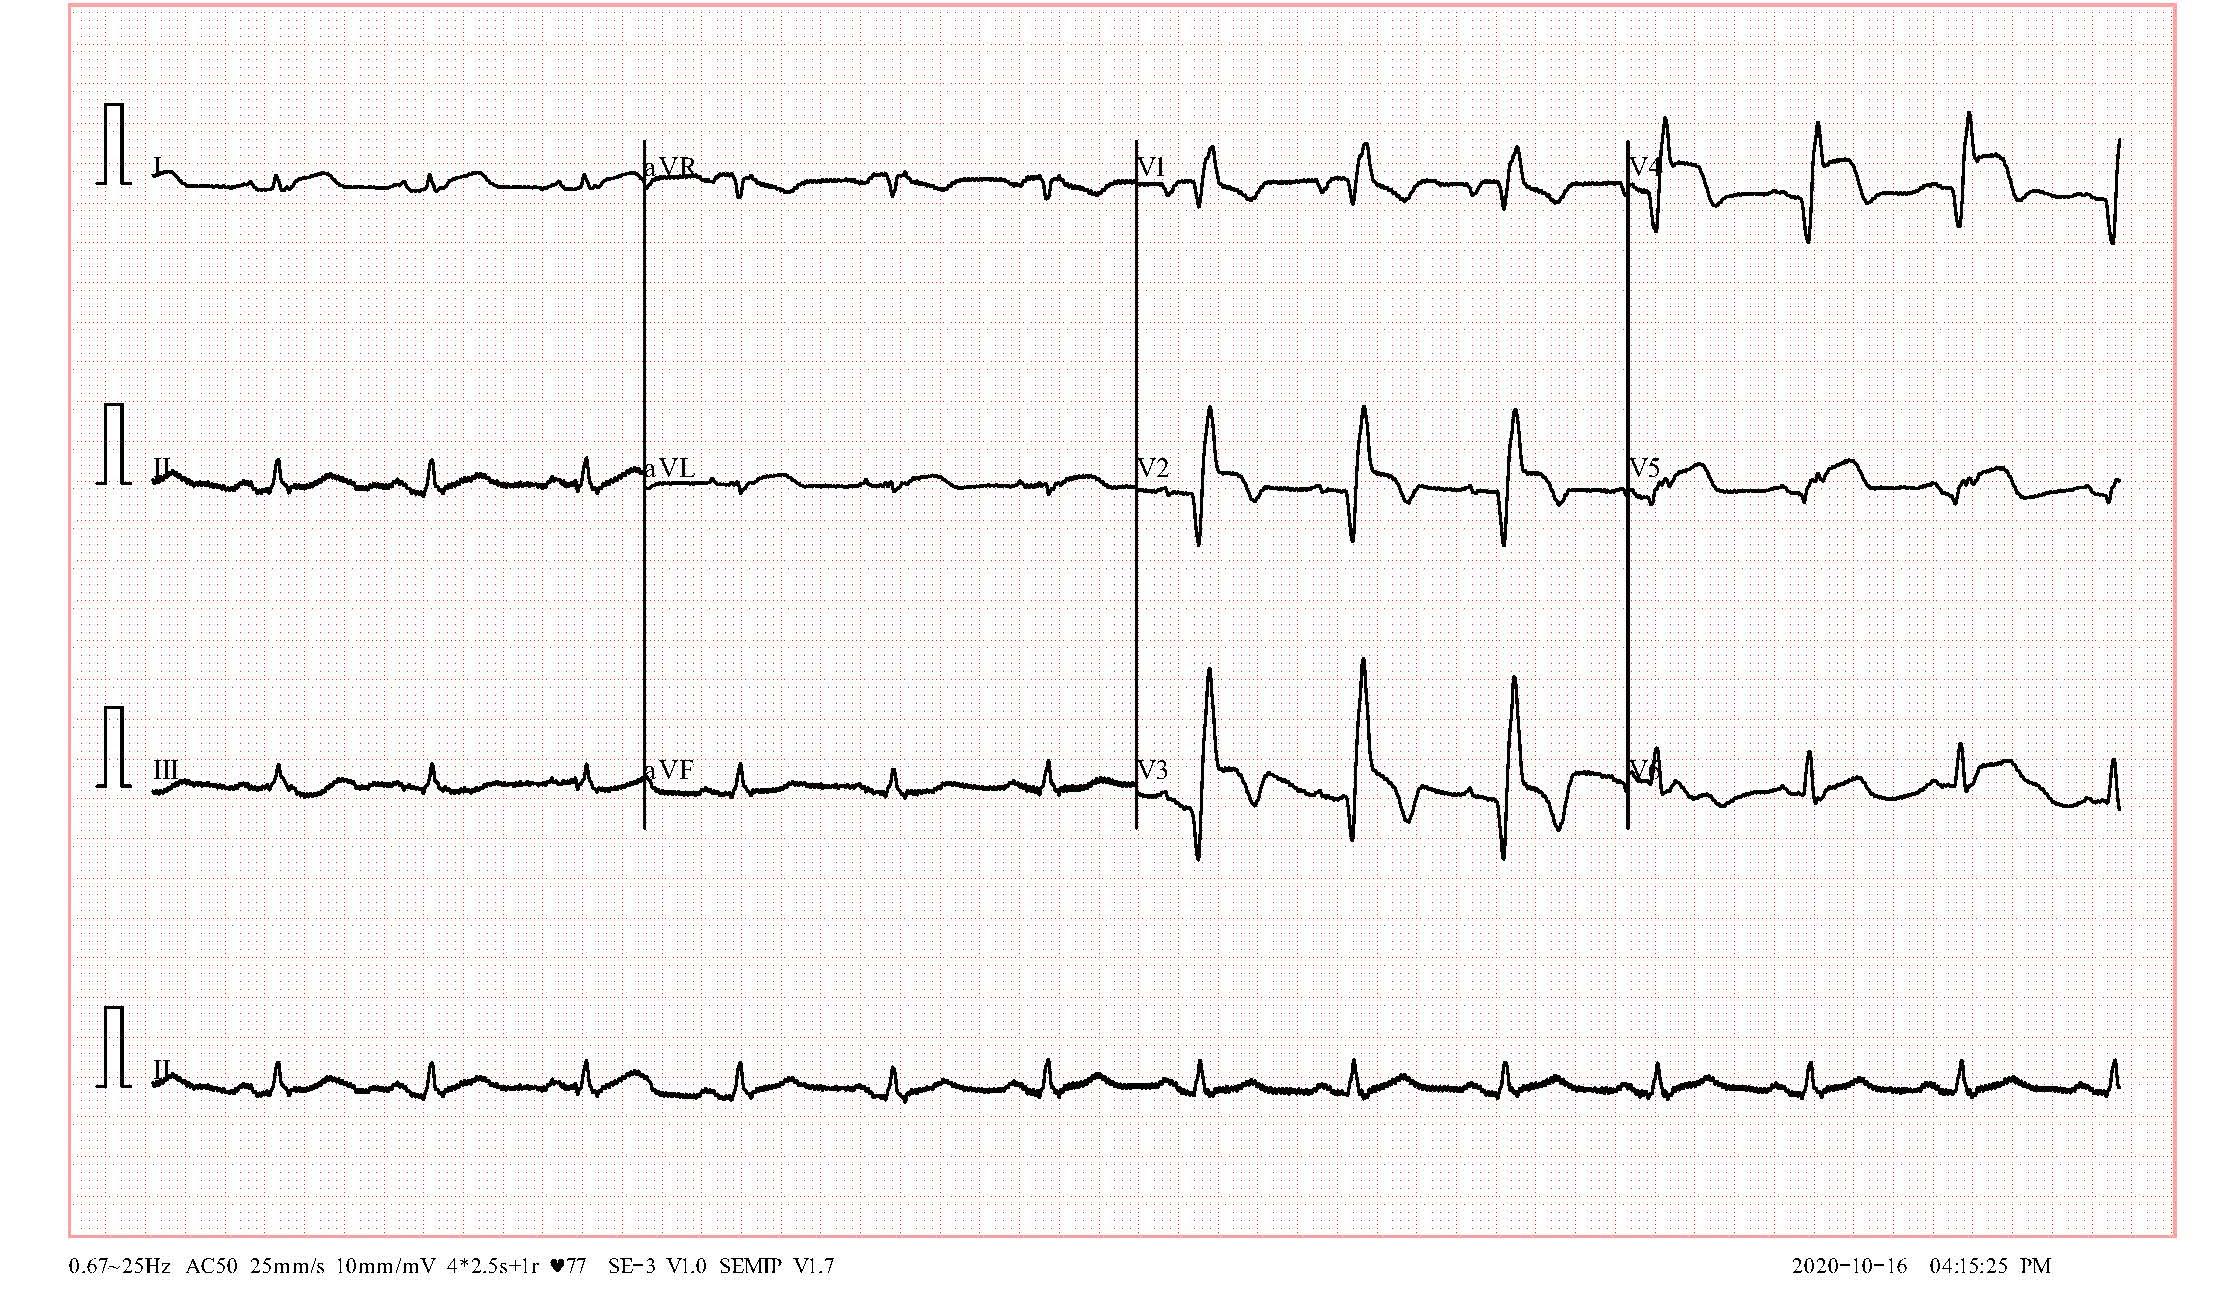 I aVR V1 V4
II aVL V2 V5
III aVF V3 V6
II
0.67~25Hz AC50 25mm/s 10mm/mV 4*2.5s+1r ♥77 SE-3 V1.0 SEMIP V1.7 2020-10-16 04:15:25 PM